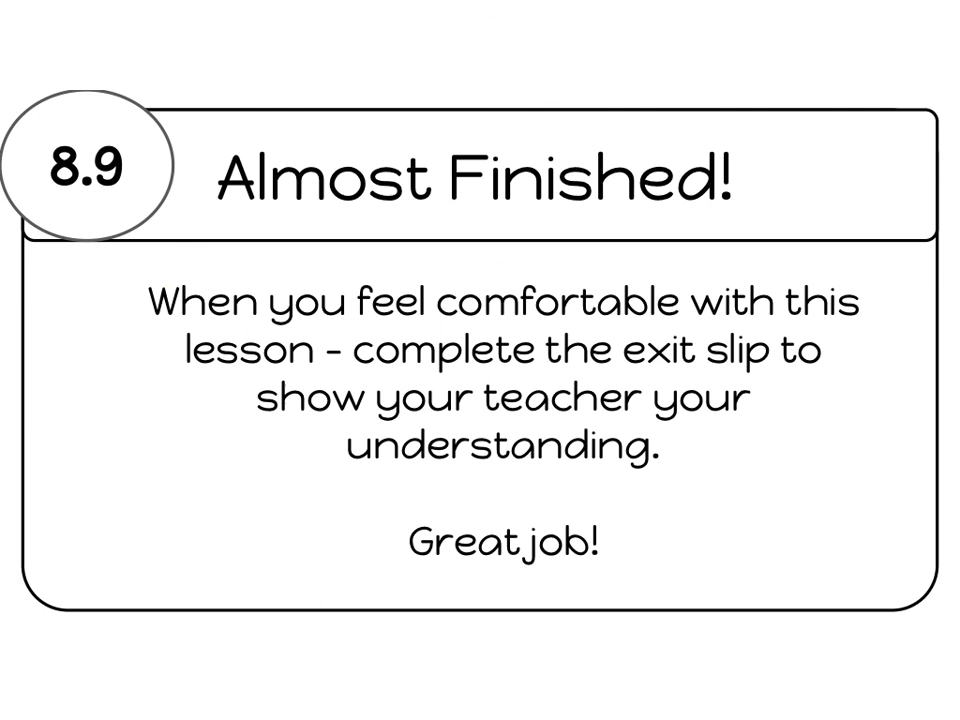 8.9
Almost Finished!
When you feel comfortable with this
lesson - complete the exit slip to
show your teacher your
understanding.
Great job!